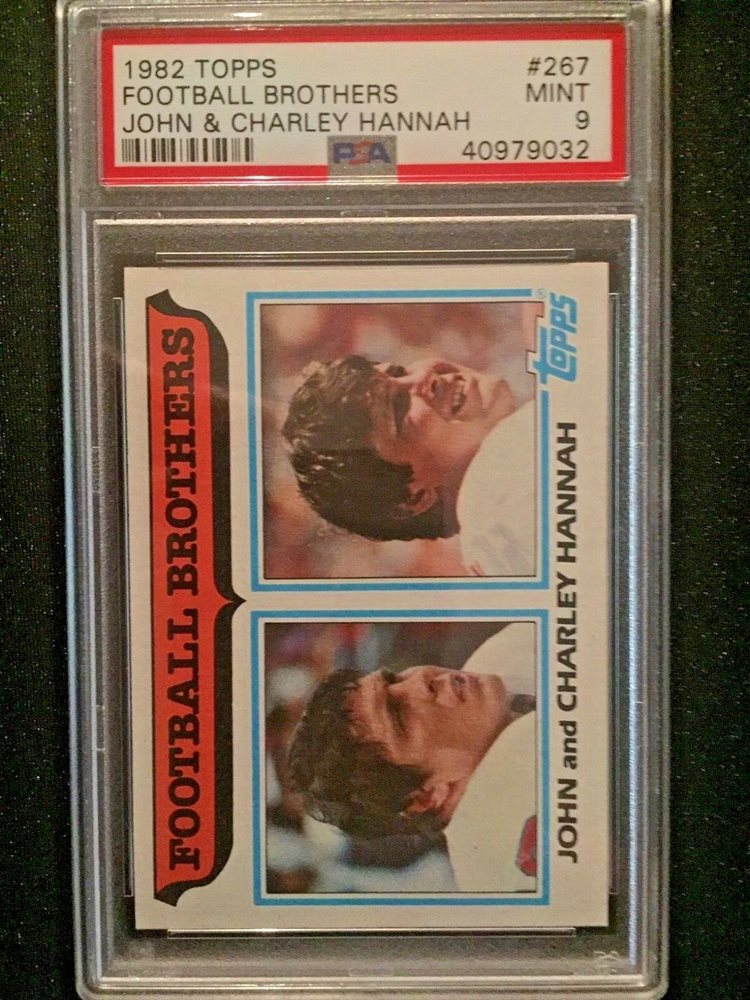 1982 TOPPS #267
FOOTBALL BROTHERS MINT
JOHN & CHARLEY HANNAH 9
PSA 40979032
FOOTBALL BROTHERS
TOPPS
JOHN and CHARLEY HANNAH